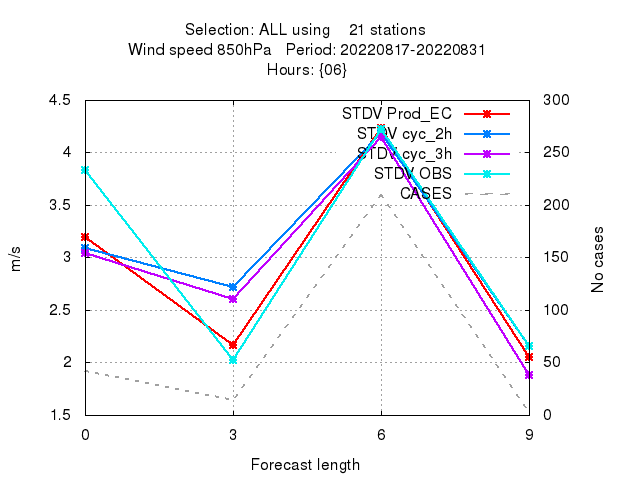 Selection: ALL using    21 stations
Wind speed 850hPa   Period: 20220817-20220831
Hours: {06}
4.5
4
3.5
3
2.5
2
1.5
300
250
200
150
100
50
0
STDV Prod_EC
STDV cyc_2h
STDV cyc_3h
STDV OBS
CASES
m/s
No cases
0
3
6
9
Forecast length